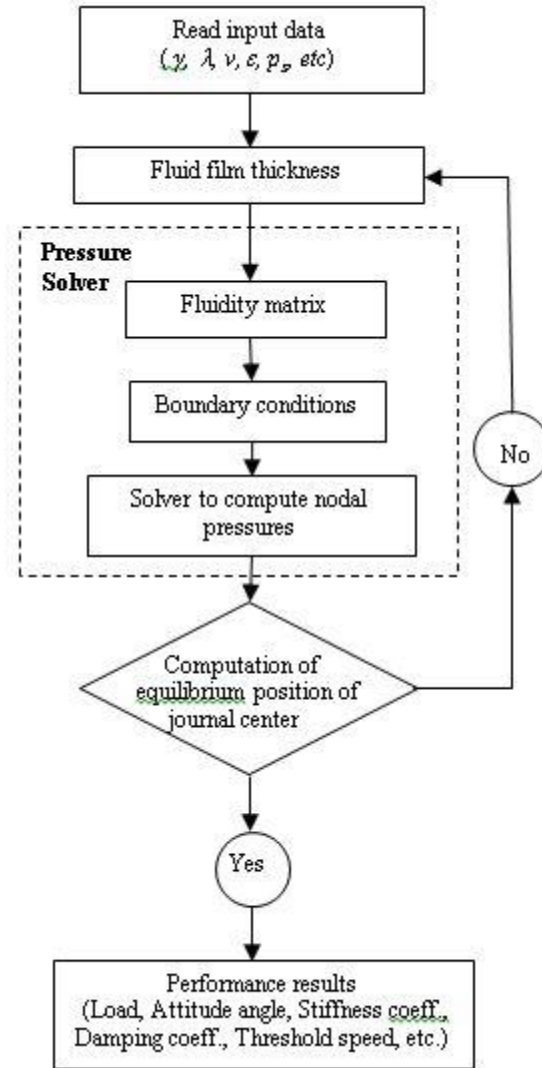 Read input data
(γ, λ, ν, ε, ps, etc)
Fluid film thickness
Pressure
Solver
Fluidity matrix
Boundary conditions
Solver to compute nodal
pressures
No
Computation of
equilibrium position of
journal center
Yes
Performance results
(Load, Attitude angle, Stiffness coeff.,
Damping coeff., Threshold speed, etc.)